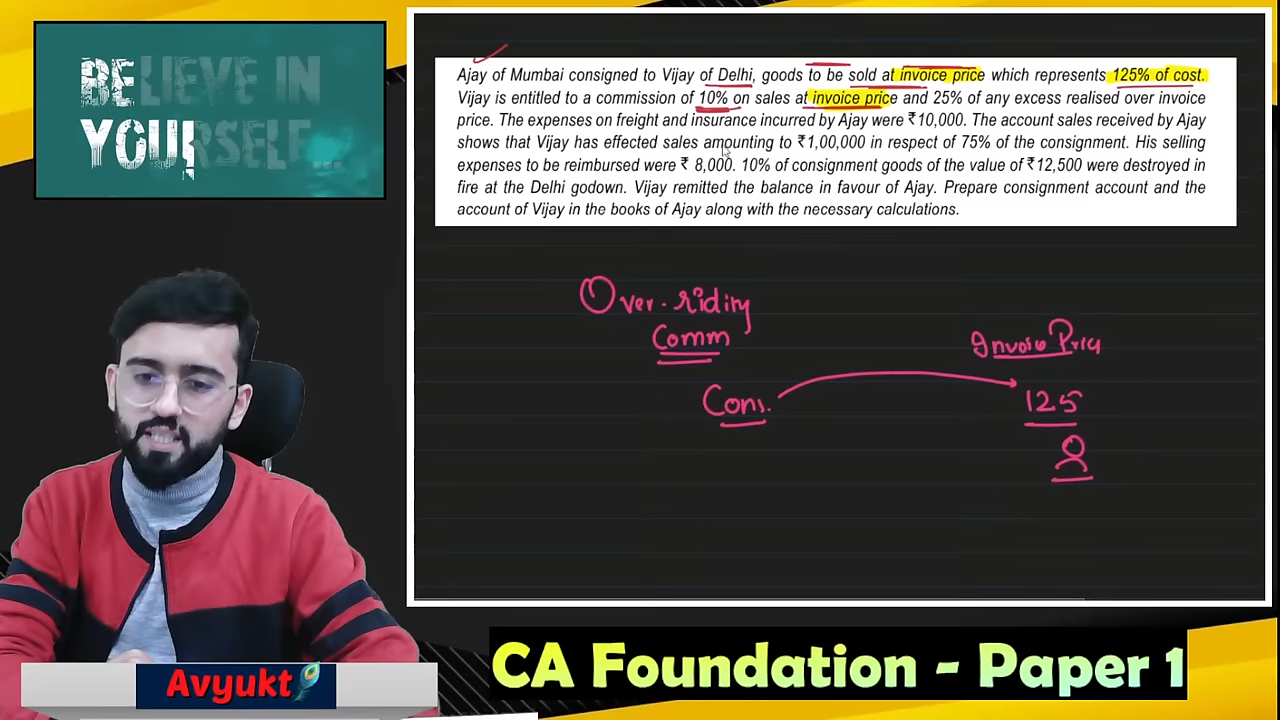 BELIEVE IN
YOURSELF...
Ajay of Mumbai consigned to Vijay of Delhi, goods to be sold at invoice price which represents 125% of cost.
Vijay is entitled to a commission of 10% on sales at invoice price and 25% of any excess realised over invoice
price. The expenses on freight and insurance incurred by Ajay were ₹10,000. The account sales received by Ajay
shows that Vijay has effected sales amounting to ₹1,00,000 in respect of 75% of the consignment. His selling
expenses to be reimbursed were ₹ 8,000. 10% of consignment goods of the value of ₹12,500 were destroyed in
fire at the Delhi godown. Vijay remitted the balance in favour of Ajay. Prepare consignment account and the
account of Vijay in the books of Ajay along with the necessary calculations.
Over-riding
Comm
Invoice Price
Cons.
125
Avyukt
CA Foundation - Paper 1